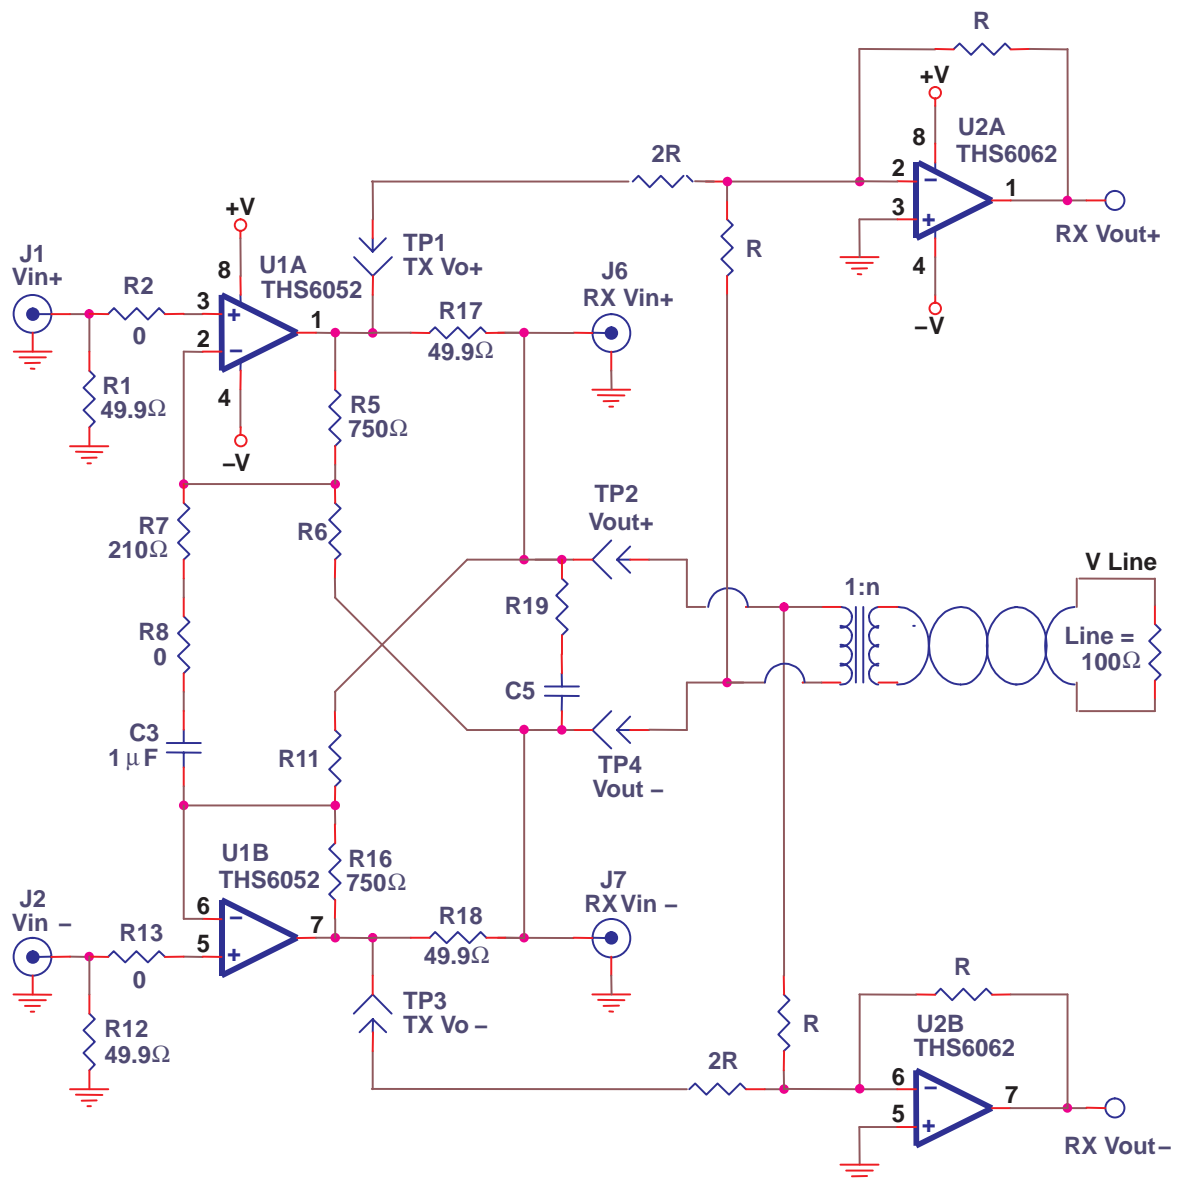 R
+V
8
U2A
THS6062
2R
2
−
1
3
+
RX Vout+
R
4
−V
+V
J1
Vin+
8
U1A
THS6052
TP1
TX Vo+
J6
RX Vin+
R2
0
3
+
1
2
−
R17
49.9Ω
R1
49.9Ω
4
−V
R5
750Ω
TP2
Vout+
R7
210Ω
R6
V Line
1:n
R19
R8
0
Line =
100Ω
C5
C3
1 μF
R11
TP4
Vout −
U1B
THS6052
R16
750Ω
J7
RX Vin −
J2
Vin −
6
−
R13
0
5
+
7
R18
49.9Ω
R
TP3
TX Vo −
R12
49.9Ω
R
U2B
THS6062
2R
6
−
7
5
+
RX Vout −